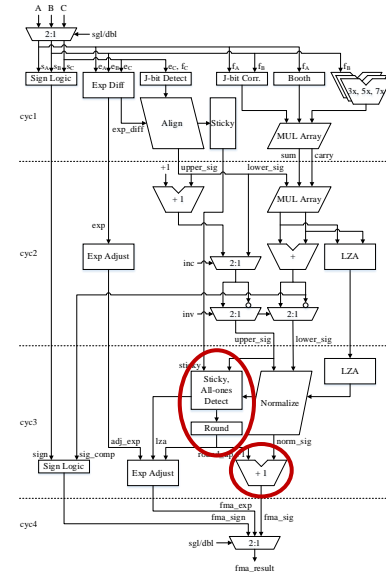 A B C
2:1
sgl/dbl
sA sB sC
eA eB eC
eC, fC
fA fB
fA
fB
Sign Logic
Exp Diff
J-bit Detect
J-bit Corr.
Booth
3x, 5x, 7x
cyc1
exp_diff
Align
Sticky
MUL Array
sum
carry
+1
upper_sig
lower_sig
+ 1
MUL Array
exp
cyc2
Exp Adjust
inc
2:1
+
LZA
inv
2:1
2:1
upper_sig
lower_sig
sticky
Sticky,
All-ones
Detect
Normalize
LZA
cyc3
Round
sign
sig_comp
adj_exp
lza
norm_sig
Sign Logic
Exp Adjust
+ 1
cyc4
fma_exp
fma_sign
fma_sig
sgl/dbl
2:1
fma_result